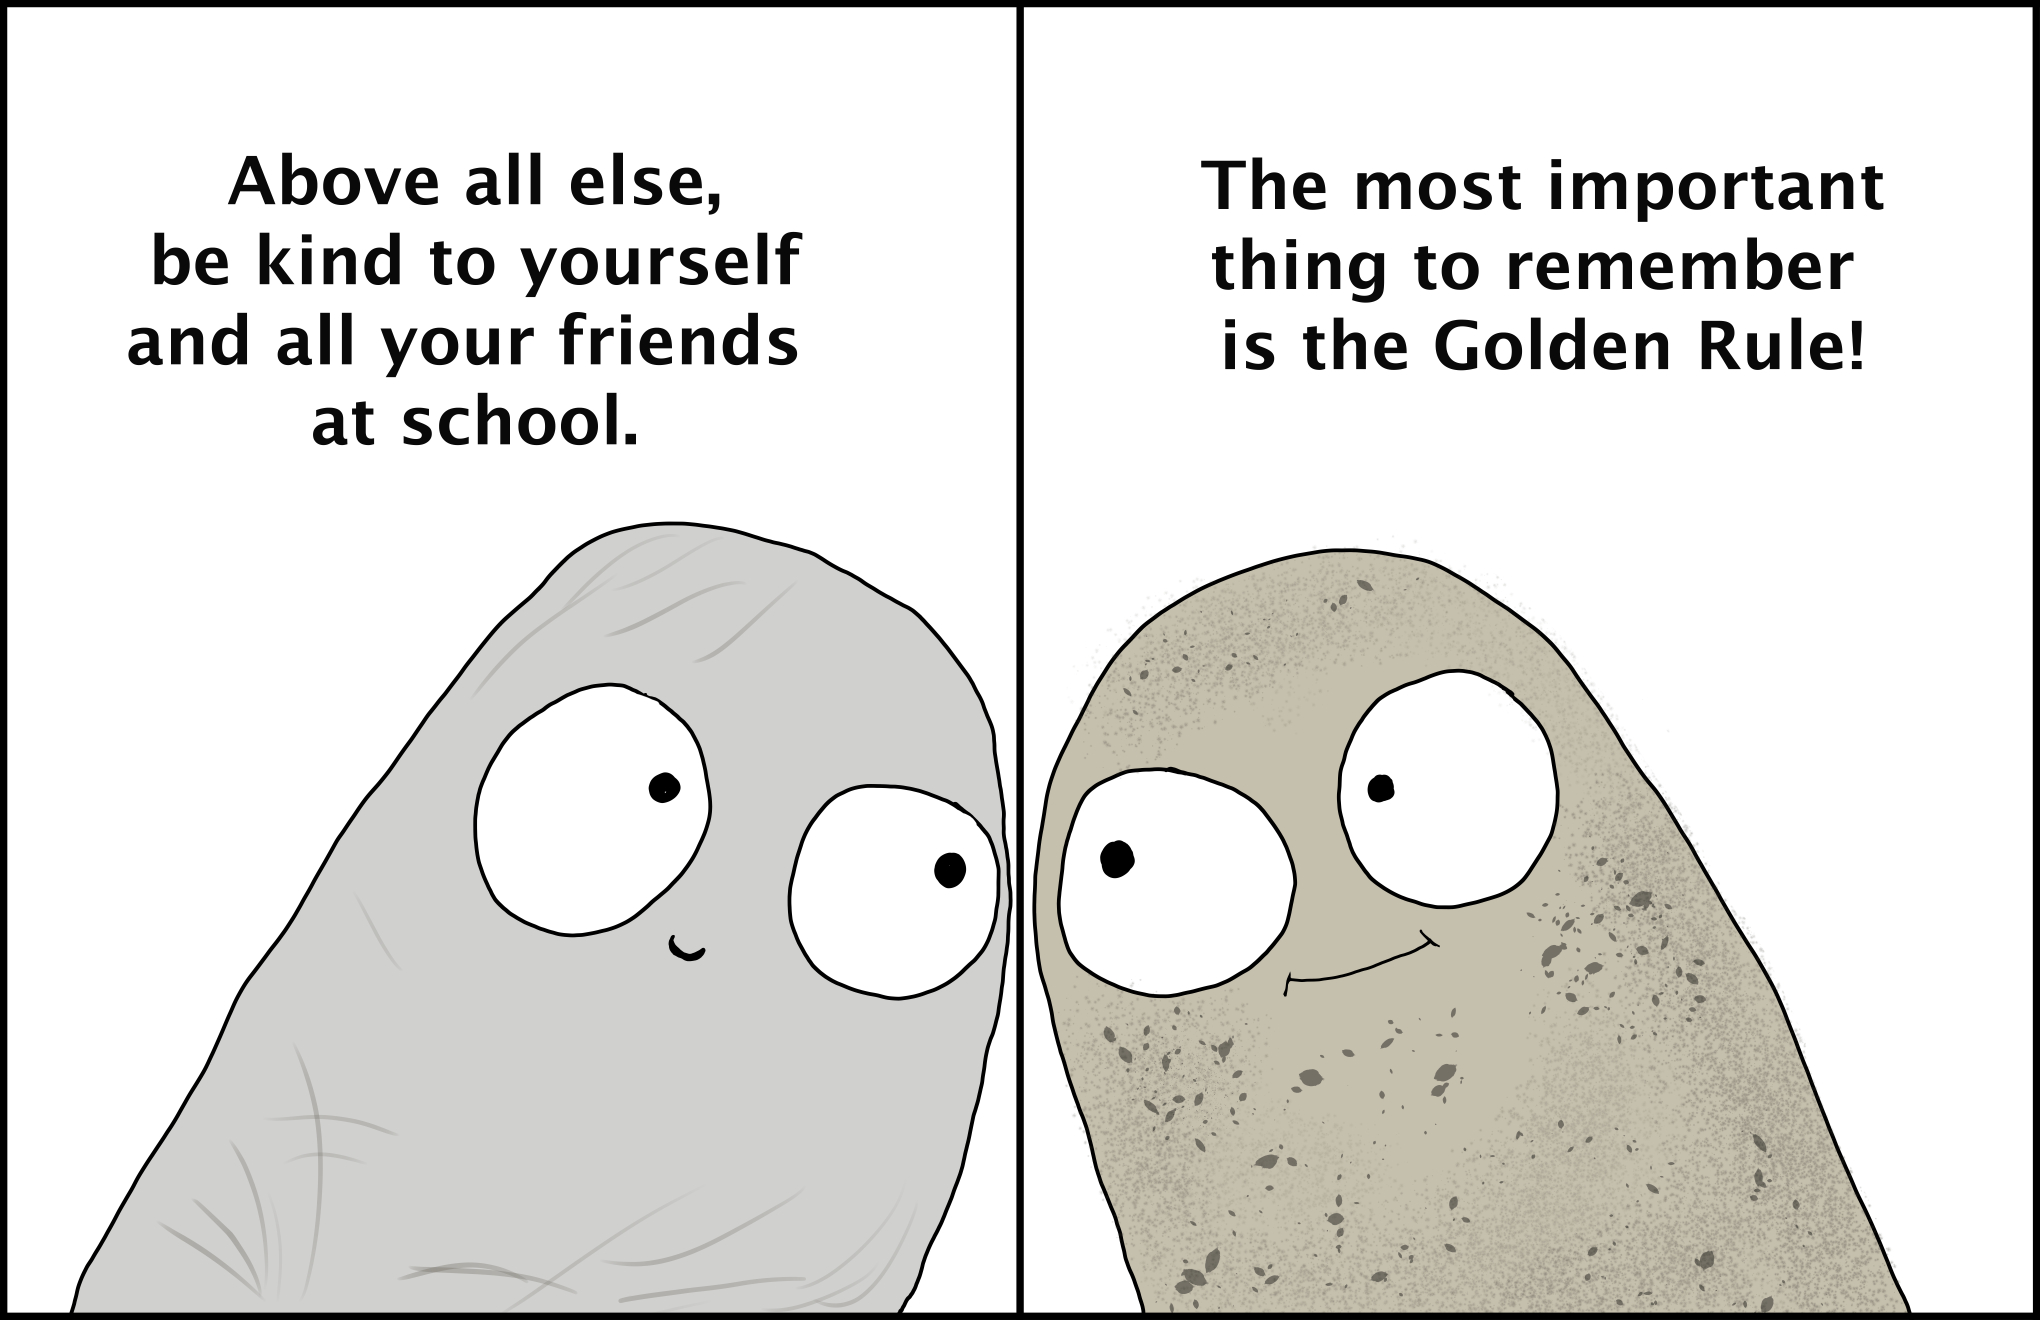 Above all else,
be kind to yourself
and all your friends
at school.
The most important
thing to remember
is the Golden Rule!